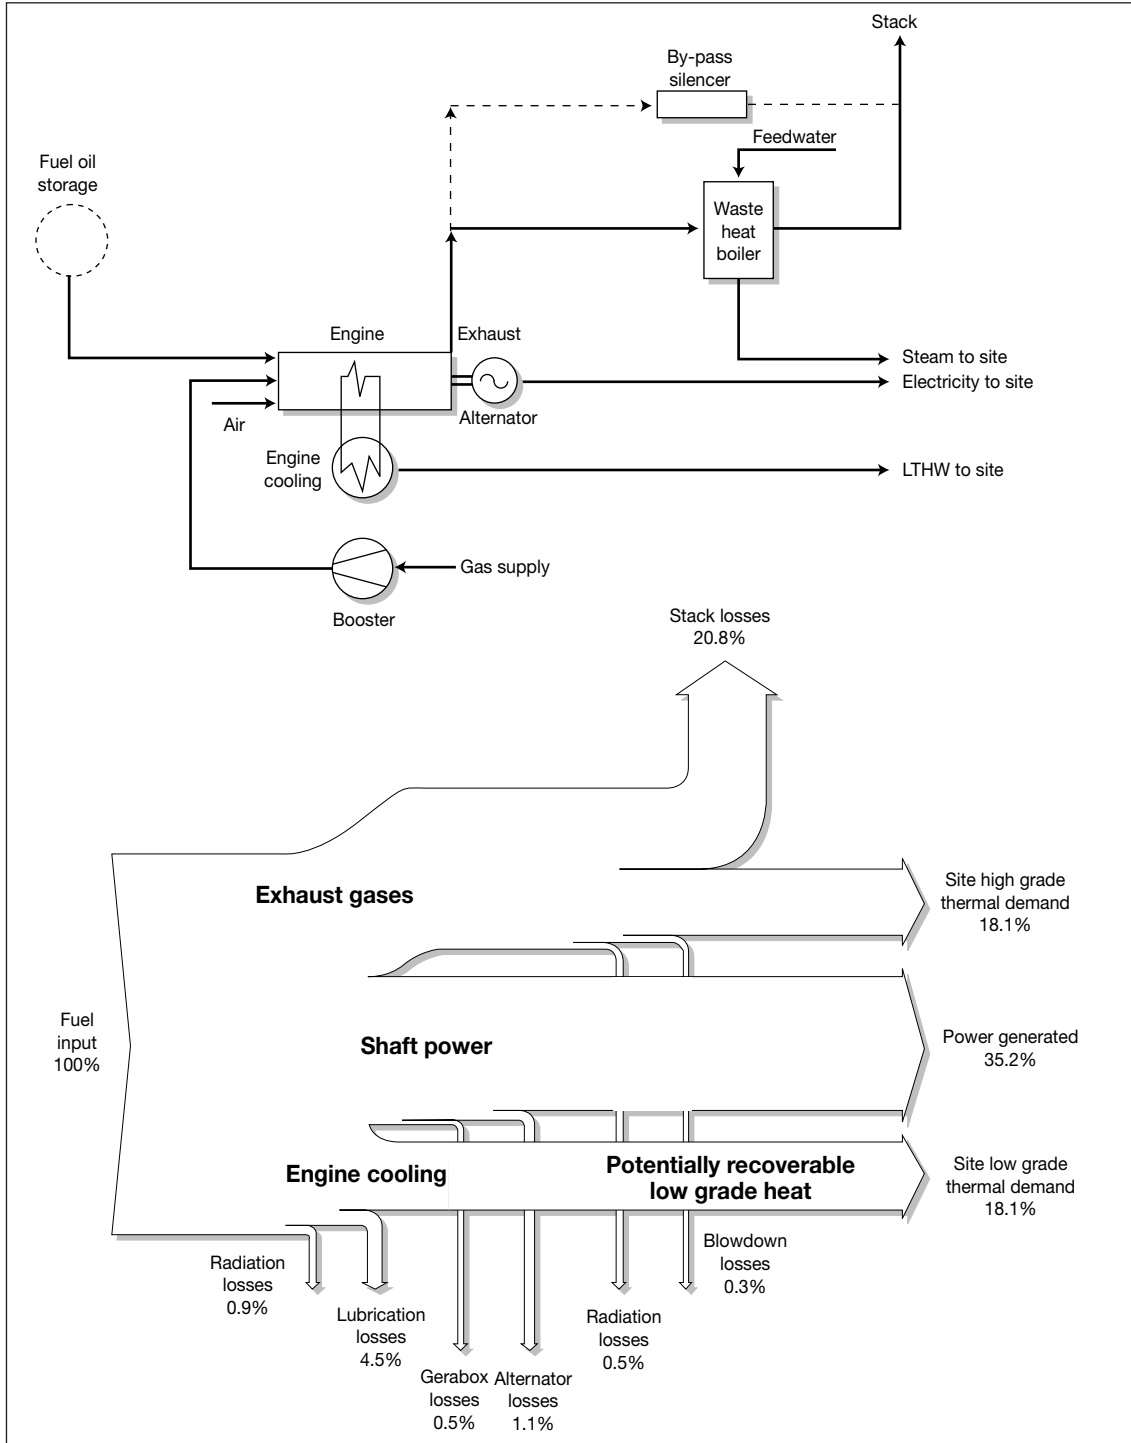 Stack
By-pass
silencer
Feedwater
Fuel oil
storage
Waste
heat
boiler
Engine
Exhaust
Steam to site
Electricity to site
Alternator
Air
Engine
cooling
LTHW to site
Gas supply
Booster
Stack losses
20.8%
Exhaust gases
Site high grade
thermal demand
18.1%
Fuel
input
100%
Shaft power
Power generated
35.2%
Engine cooling
Potentially recoverable
low grade heat
Site low grade
thermal demand
18.1%
Radiation
losses
0.9%
Lubrication
losses
4.5%
Gerabox
losses
0.5%
Alternator
losses
1.1%
Radiation
losses
0.5%
Blowdown
losses
0.3%